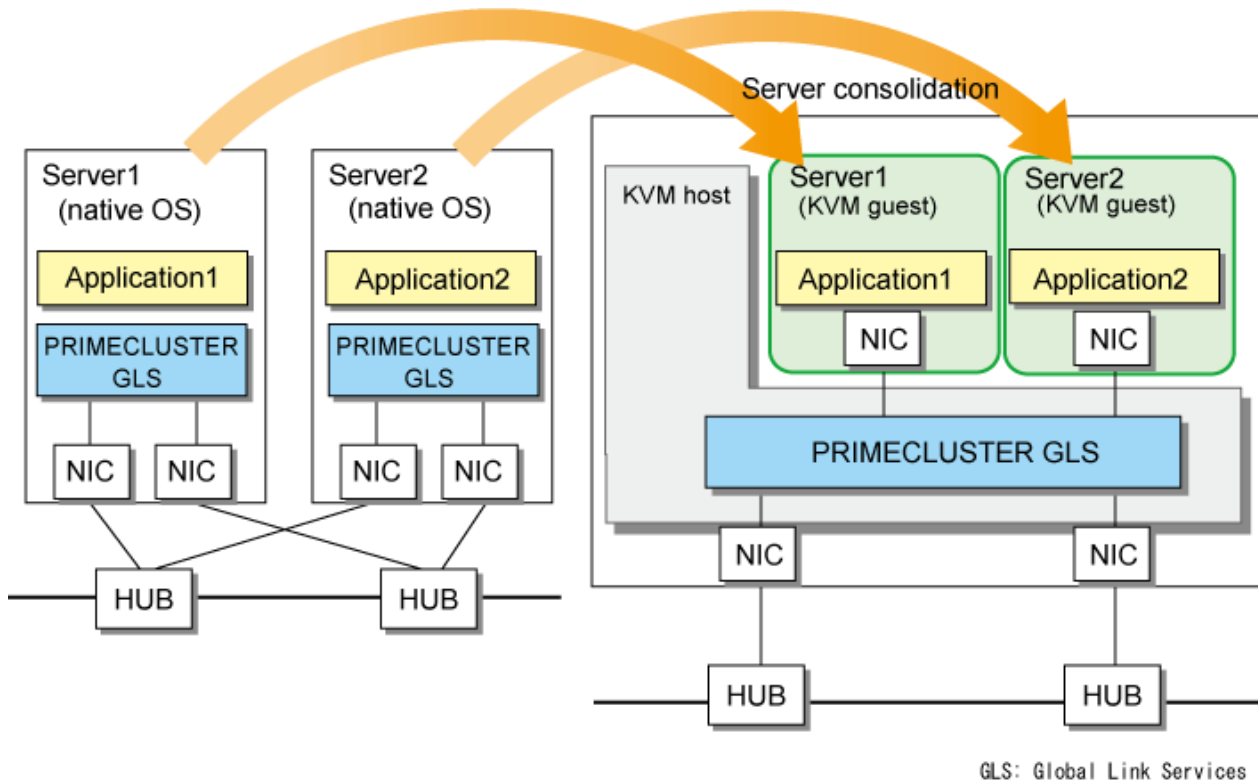 Server consolidation
Server1
(native OS)
Application1
PRIMECLUSTER
GLS
NIC
NIC
Server2
(native OS)
Application2
PRIMECLUSTER
GLS
NIC
NIC
HUB
HUB
KVM host
Server1
(KVM guest)
Application1
NIC
Server2
(KVM guest)
Application2
NIC
PRIMECLUSTER GLS
NIC
NIC
HUB
HUB
GLS: Global Link Services